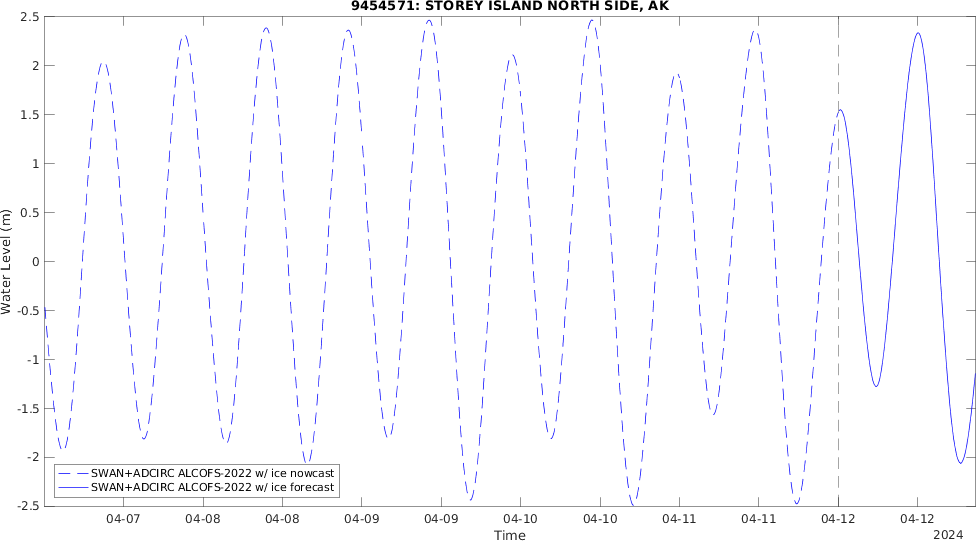 9454571: STOREY ISLAND NORTH SIDE, AK
2.5
2
1.5
1
0.5
0
-0.5
-1
-1.5
-2
-2.5
Water Level (m)
SWAN+ADCIRC ALCOFS-2022 w/ ice nowcast
SWAN+ADCIRC ALCOFS-2022 w/ ice forecast
04-07 04-08 04-08 04-09 04-09 04-10 04-10 04-11 04-11 04-12 04-12
Time
2024